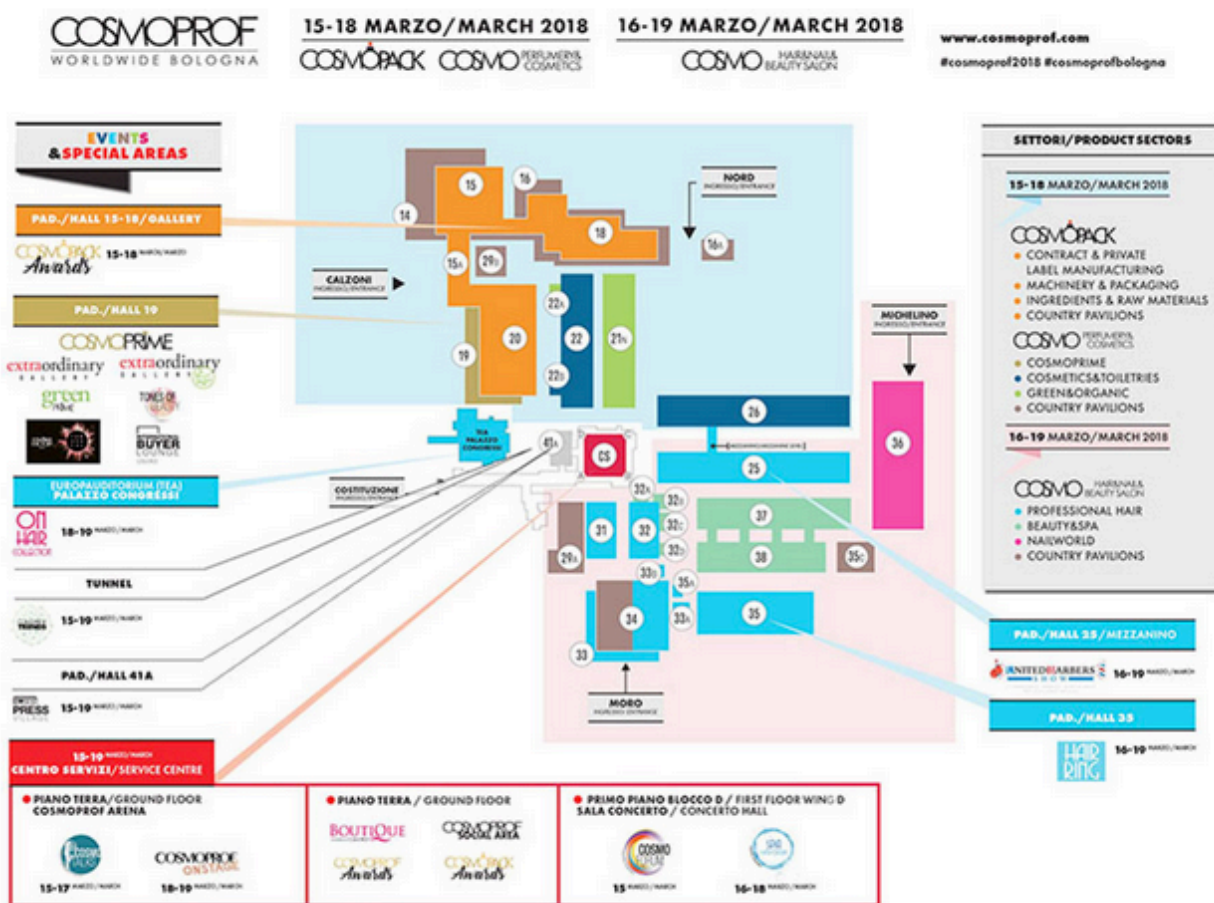 COSMOPROF
WORLDWIDE BOLOGNA
15-18 MARZO/MARCH 2018
COSMOPACK COSMO PERFUMERY& COSMETICS
16-19 MARZO/MARCH 2018
COSMO HAIR&NAIL& BEAUTY SALON
www.cosmoprof.com
#cosmoprof2018 #cosmoprofbologna
EVENTS
&SPECIAL AREAS
PAD./HALL 15-18/GALLERY
COSMOPACK
Awards
15-18 MARCH/MARZO
PAD./HALL 19
COSMOPRIME
extraordinary
GALLERY
extraordinary
GALLERY
green
TONES OF
BEAUTY
BUYER
LOUNGE
EUROPAUDITORIUM (TEA)
PALAZZO CONGRESSI
ON
HAIR
COLLECTION
18-19 MARZO/MARCH
TUNNEL
TRENDS
15-19 MARZO/MARCH
PAD./HALL 41A
PRESS
VILLAGE
15-19 MARZO/MARCH
15-19 MARZO/MARCH
CENTRO SERVIZI/SERVICE CENTRE
PIANO TERRA/GROUND FLOOR
COSMOPROF ARENA
COSMO
TALKS
15-17 MARZO/MARCH
COSMOPROF
ONSTAGE
18-19 MARZO/MARCH
PIANO TERRA / GROUND FLOOR
BOUTIQUE
COSMOPROF
SOCIAL AREA
COSMOPROF
Awards
COSMOPACK
Awards
PRIMO PIANO BLOCCO D / FIRST FLOOR WING D
SALA CONCERTO / CONCERTO HALL
COSMO
FORUM
15 MARZO/MARCH
SPA
16-18 MARZO/MARCH
NORD
INGRESSO/ENTRANCE
CALZONI
INGRESSO/ENTRANCE
MICHELINO
INGRESSO/ENTRANCE
COSTITUZIONE
INGRESSO/ENTRANCE
MORO
INGRESSO/ENTRANCE
14
15
16
18
16A
15A
29B
19
20
22A
22
22B
21N
26
25
36
TEA
PALAZZO
CONGRESSI
41A
CS
32A
32B
32C
32D
31
32
29A
37
38
35C
33B
35A
33A
34
33
35
SETTORI/PRODUCT SECTORS
15-18 MARZO/MARCH 2018
COSMOPACK
CONTRACT & PRIVATE
LABEL MANUFACTURING
MACHINERY & PACKAGING
INGREDIENTS & RAW MATERIALS
COUNTRY PAVILIONS
COSMO PERFUMERY& COSMETICS
COSMOPRIME
COSMETICS&TOILETRIES
GREEN&ORGANIC
COUNTRY PAVILIONS
16-19 MARZO/MARCH 2018
COSMO HAIR&NAIL& BEAUTY SALON
PROFESSIONAL HAIR
BEAUTY&SPA
NAILWORLD
COUNTRY PAVILIONS
PAD./HALL 25/MEZZANINO
UNITEDBARBERS
SHOW
16-19 MARZO/MARCH
PAD./HALL 35
HAIR
RING
16-19 MARZO/MARCH